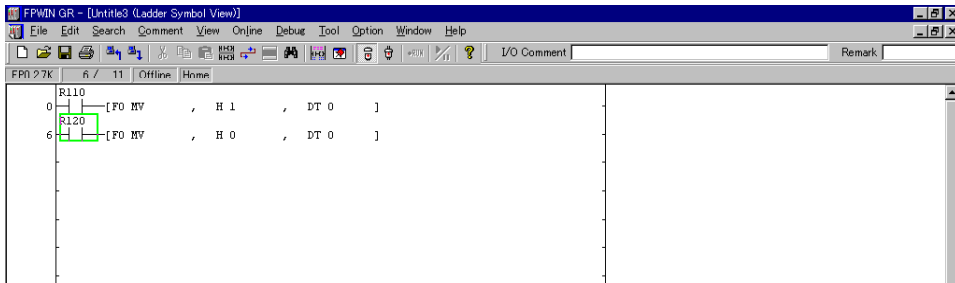 FPWIN GR - [Untitle3 (Ladder Symbol View)]
File Edit Search Comment View Online Debug Tool Option Window Help
I/O Comment Remark
FP0 2.7K 6 / 11 Offline Home
R110
0 [F0 MV , H 1 , DT 0 ]
R120
6 [F0 MV , H 0 , DT 0 ]